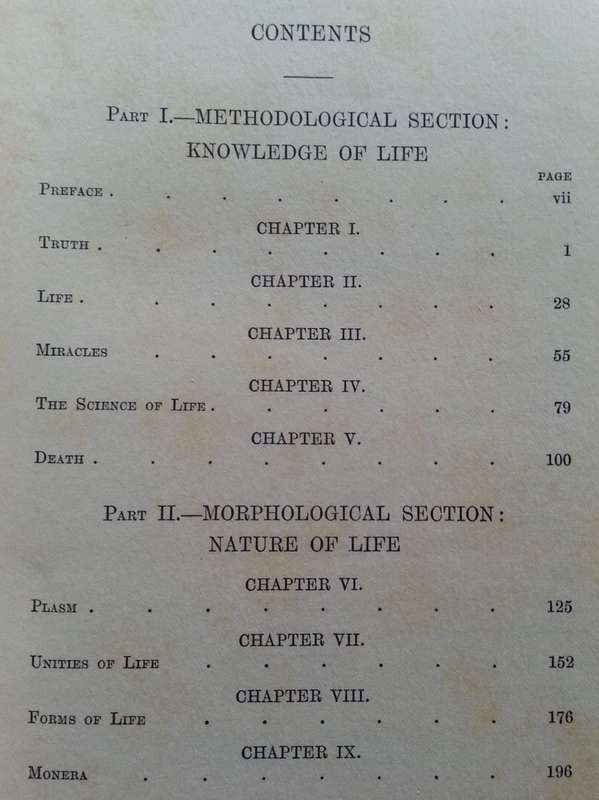 CONTENTS
PART I.—METHODOLOGICAL SECTION:
KNOWLEDGE OF LIFE
PAGE
PREFACE . . . . . . . . vii
CHAPTER I.
TRUTH . . . . . . . . 1
CHAPTER II.
LIFE . . . . . . . . 28
CHAPTER III.
MIRACLES . . . . . . . 55
CHAPTER IV.
THE SCIENCE OF LIFE . . . . . . 79
CHAPTER V.
DEATH . . . . . . . . 100
PART II.—MORPHOLOGICAL SECTION:
NATURE OF LIFE
CHAPTER VI.
PLASM . . . . . . . . 125
CHAPTER VII.
UNITIES OF LIFE . . . . . . 152
CHAPTER VIII.
FORMS OF LIFE . . . . . . 176
CHAPTER IX.
MONERA . . . . . . . 196